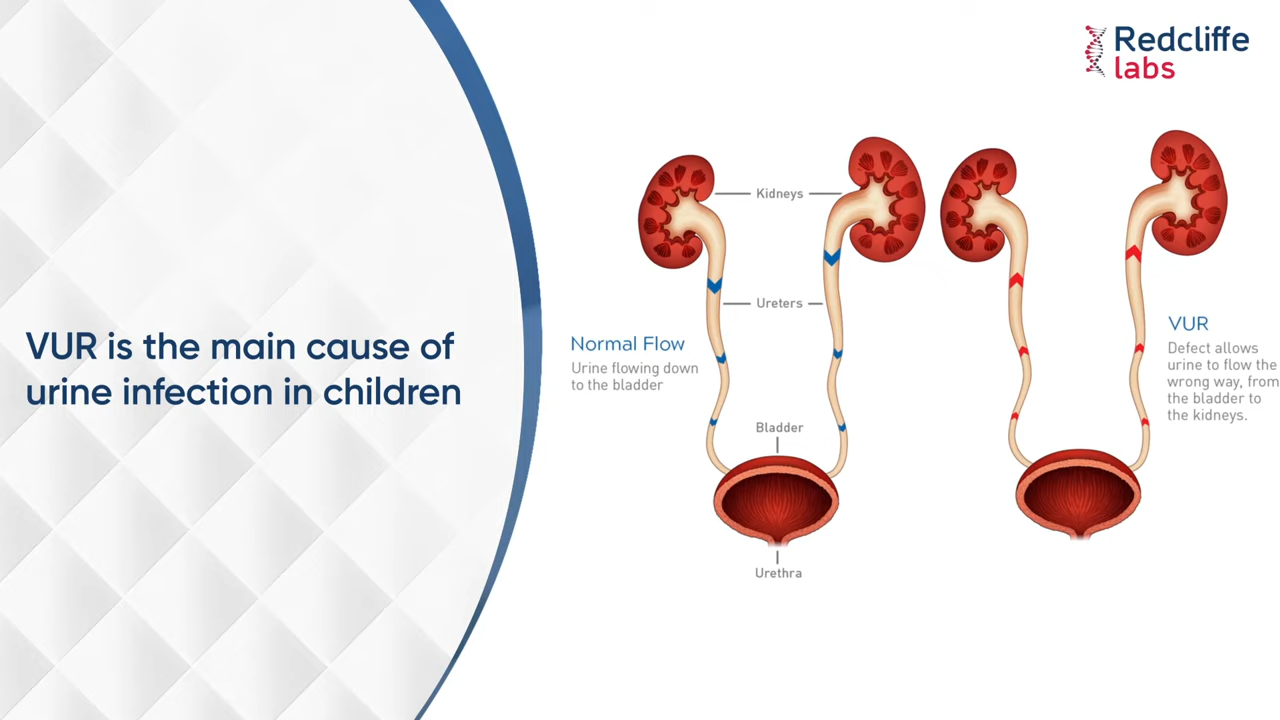 Redcliffe
labs
VUR is the main cause of
urine infection in children
Kidneys
Ureters
Normal Flow
Urine flowing down
to the bladder
Bladder
Urethra
VUR
Defect allows
urine to flow the
wrong way, from
the bladder to
the kidneys.